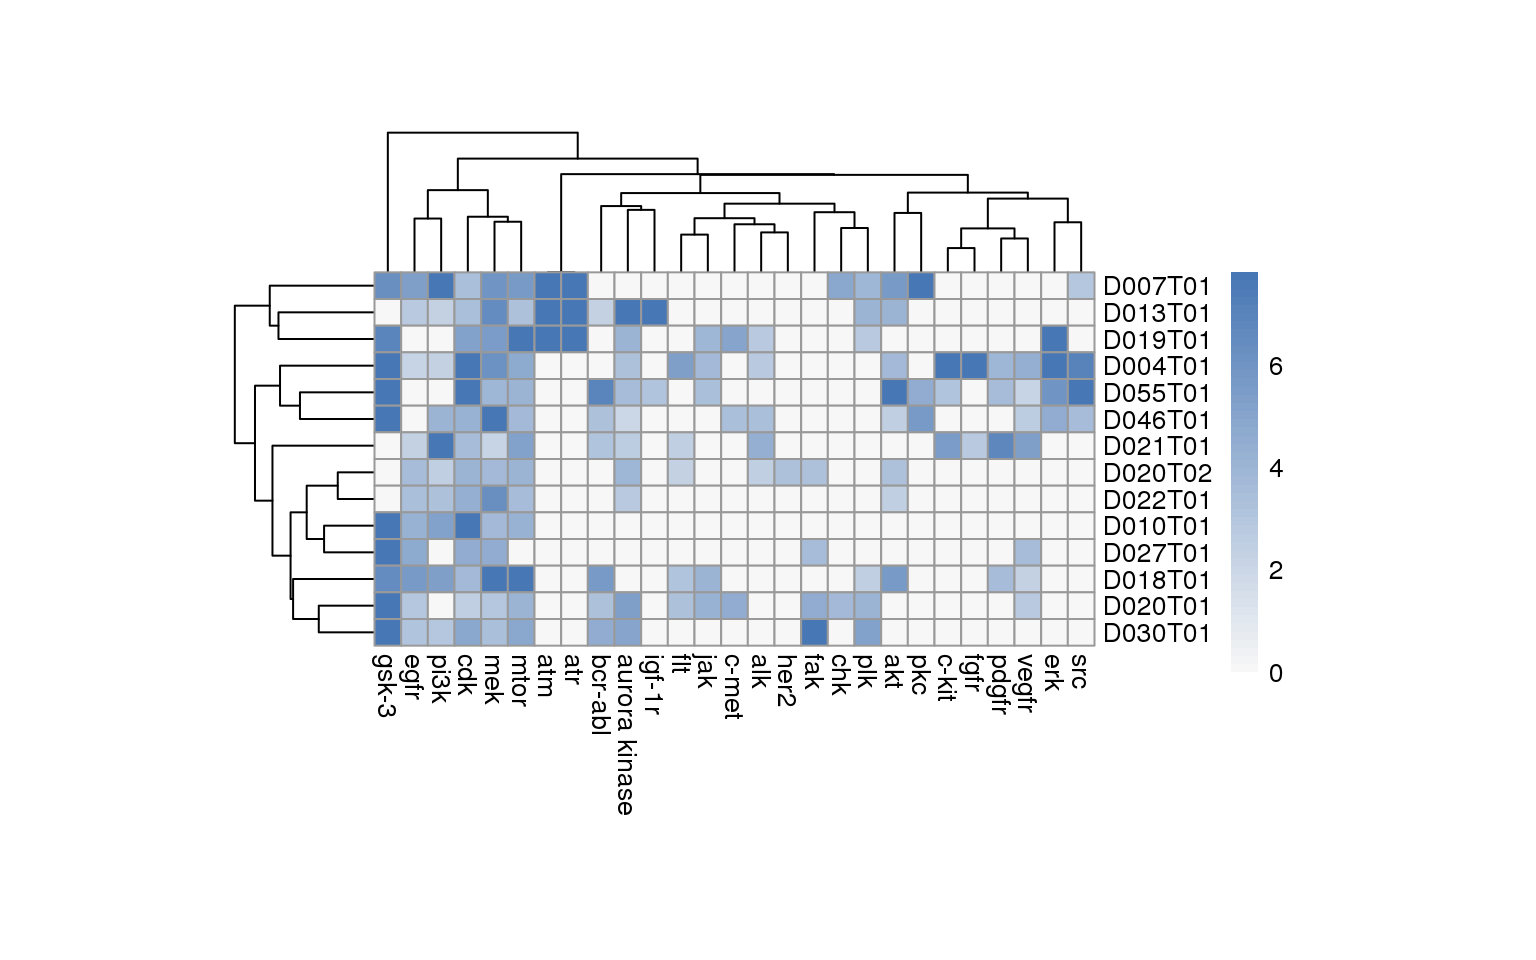 D007T01
D013T01
D019T01
D004T01
D055T01
D046T01
D021T01
D020T02
D022T01
D010T01
D027T01
D018T01
D020T01
D030T01
gsk-3
egfr
pi3k
cdk
mek
mtor
atm
atr
bcr-abl
aurora kinase
igf-1r
flt
jak
c-met
alk
her2
fak
chk
plk
akt
pkc
c-kit
fgfr
pdgfr
vegfr
erk
src
6
4
2
0